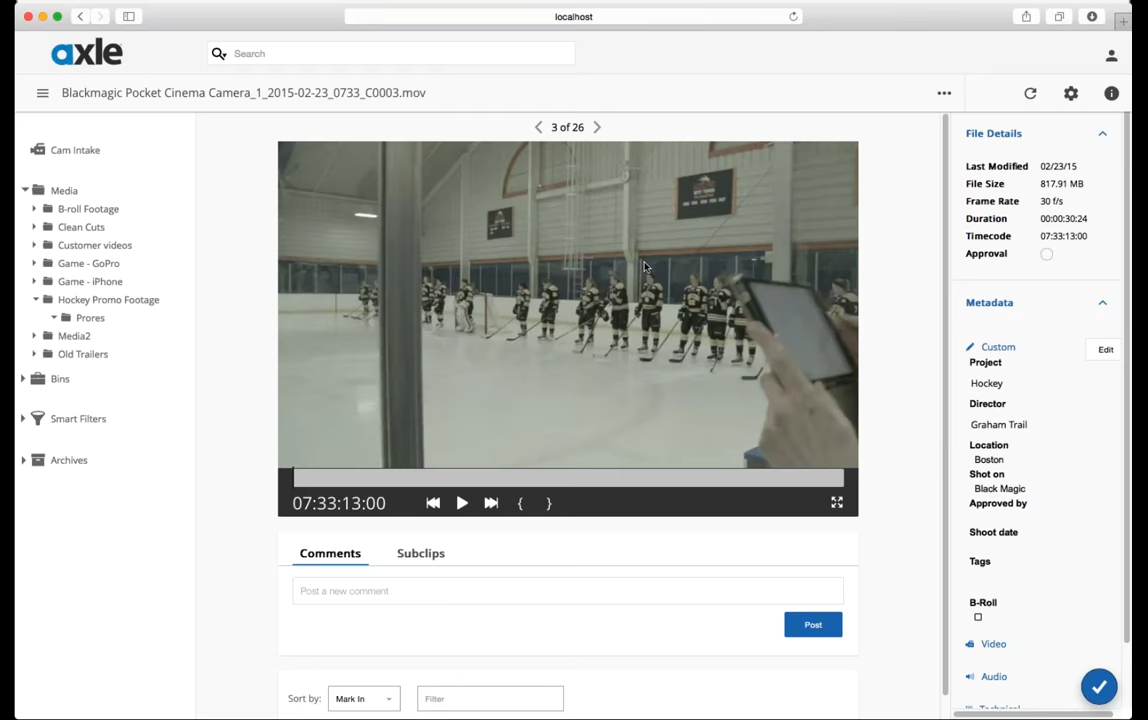 localhost
axle
Search
Blackmagic Pocket Cinema Camera_1_2015-02-23_0733_C0003.mov
Cam Intake
Media
B-roll Footage
Clean Cuts
Customer videos
Game - GoPro
Game - iPhone
Hockey Promo Footage
Prores
Media2
Old Trailers
Bins
Smart Filters
Archives
3 of 26
07:33:13:00
{ }
Comments Subclips
Post a new comment
Post
Sort by: Mark In Filter
File Details
Last Modified 02/23/15
File Size 817.91 MB
Frame Rate 30 f/s
Duration 00:00:30:24
Timecode 07:33:13:00
Approval
Metadata
Custom Edit
Project
Hockey
Director
Graham Trail
Location
Boston
Shot on
Black Magic
Approved by
Shoot date
Tags
B-Roll
Video
Audio